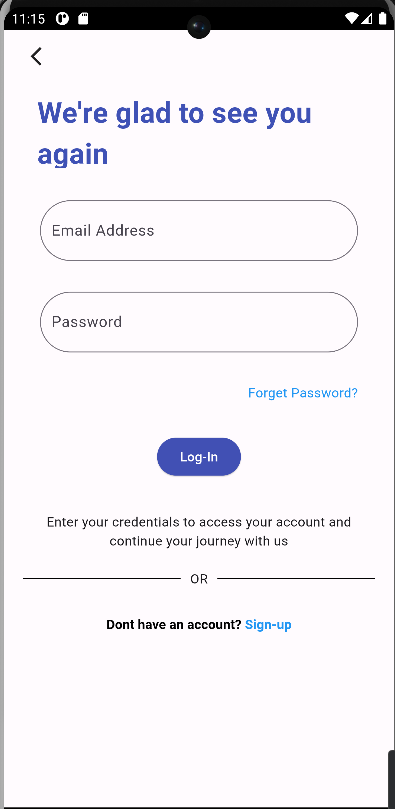 11:15
We're glad to see you
again
Email Address
Password
Forget Password?
Log-In
Enter your credentials to access your account and
continue your journey with us
OR
Dont have an account? Sign-up